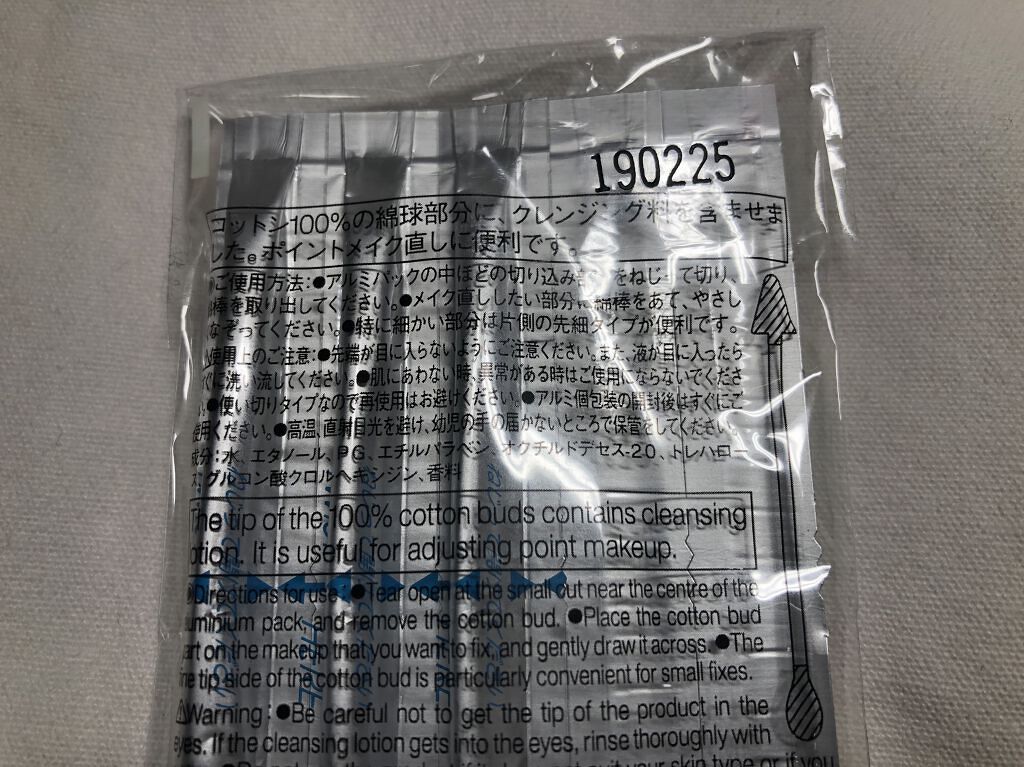 190225
コットン100%の綿球部分に、クレンジング料を含ませま
した。ポイントメイク直しに便利です。
ご使用方法:●アルミパックの中ほどの切り込み部分をねじって切り、
棒を取り出してください。●メイク直ししたい部分に綿棒をあて、やさし
なぞってください。●特に細かい部分は片側の先細タイプが便利です。
使用上のご注意:●先端が目に入らないようにご注意ください。また、液が目に入ったら
に洗い流してください。●肌にあわない時、異常がある時はご使用にならないでくださ
●使い切りタイプなので再使用はお避けください。●アルミ個包装の開封後はすぐにご
使用ください。●高温、直射日光を避け、幼児の手の届かないところで保管をしてください。
成分:水、エタノール、PG、エチルパラベン、オクチルドデセス-20、トレハロー
ス、グルコン酸クロルヘキシジン、香料
The tip of the 100% cotton buds contains cleansing
lotion. It is useful for adjusting point makeup.
Directions for use: ●Tear open at the small cut near the centre of the
uminium pack, and remove the cotton bud. ●Place the cotton bud
art on the makeup that you want to fix, and gently draw it across. ●The
ne tip side of the cotton bud is particularly convenient for small fixes.
⚠Warning: ●Be careful not to get the tip of the product in the
eyes. If the cleansing lotion gets into the eyes, rinse thoroughly with
your skin type or if you